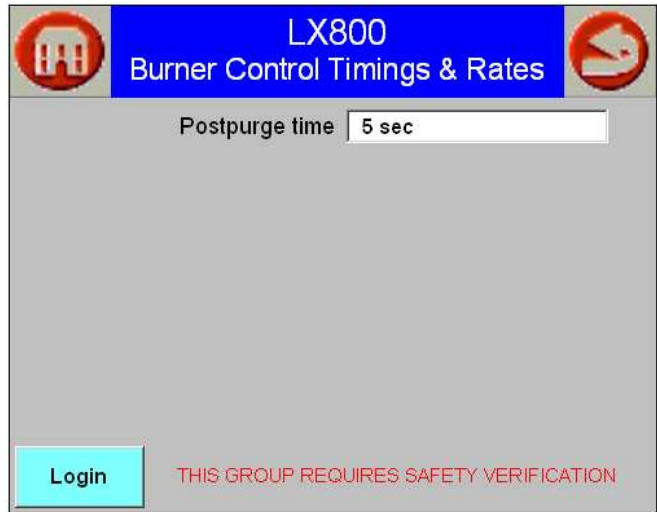 LX800
Burner Control Timings & Rates
Postpurge time 5 sec
Login THIS GROUP REQUIRES SAFETY VERIFICATION